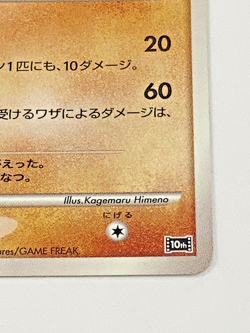 20
ン1匹にも、10ダメージ。
60
受けるワザによるダメージは、
えった。
なつ。
Illus.Kagemaru Himeno
にげる
10th
ures/GAME FREAK.